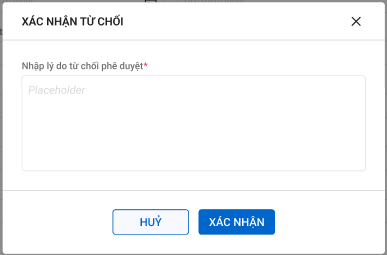 XÁC NHẬN TỪ CHỐI
Nhập lý do từ chối phê duyệt*
Placeholder
HUỶ
XÁC NHẬN